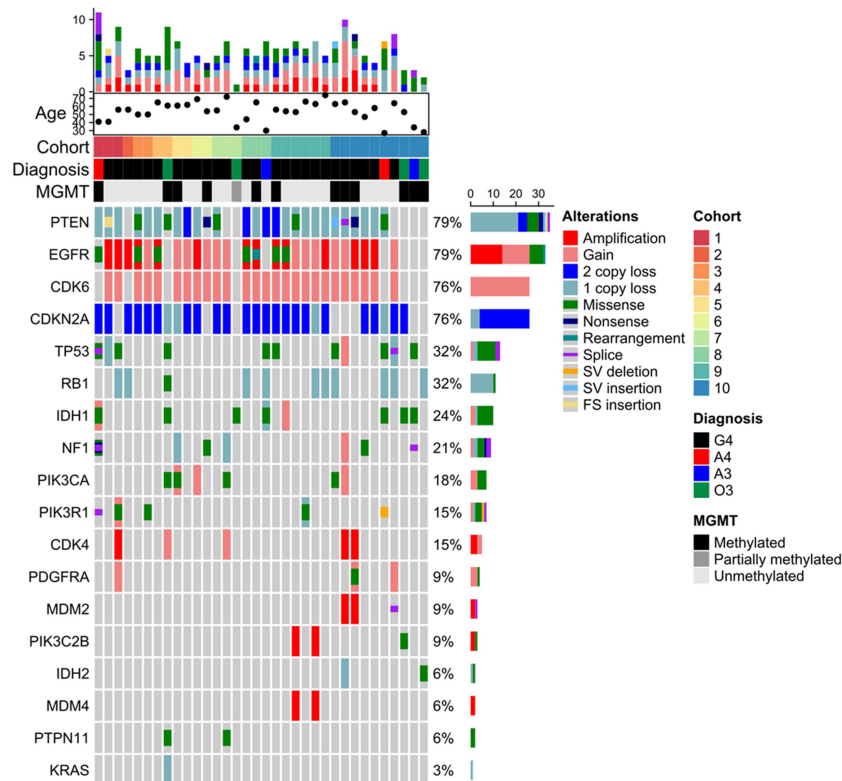 10
5
0
Age
70
60
50
40
30
Cohort
Diagnosis
MGMT
0 10 20 30
PTEN 79%
EGFR 79%
CDK6 76%
CDKN2A 76%
TP53 32%
RB1 32%
IDH1 24%
NF1 21%
PIK3CA 18%
PIK3R1 15%
CDK4 15%
PDGFRA 9%
MDM2 9%
PIK3C2B 9%
IDH2 6%
MDM4 6%
PTPN11 6%
KRAS 3%
Alterations
Amplification
Gain
2 copy loss
1 copy loss
Missense
Nonsense
Rearrangement
Splice
SV deletion
SV insertion
FS insertion
Cohort
1
2
3
4
5
6
7
8
9
10
Diagnosis
G4
A4
A3
O3
MGMT
Methylated
Partially methylated
Unmethylated